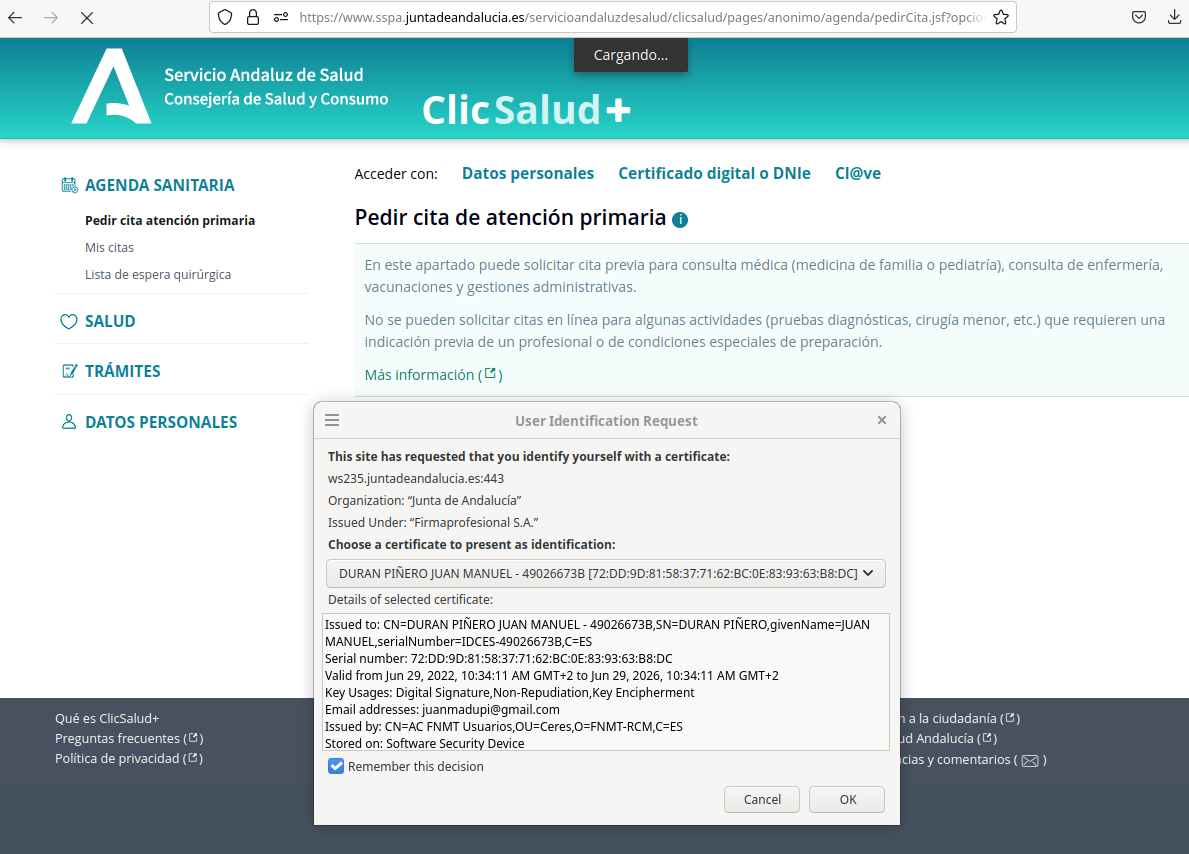 https://www.sspa.juntadeandalucia.es/servicioandaluzdesalud/clicsalud/pages/anonimo/agenda/pedirCita.jsf?opcio
Cargando...
Servicio Andaluz de Salud
Consejería de Salud y Consumo
ClicSalud+
AGENDA SANITARIA
Pedir cita atención primaria
Mis citas
Lista de espera quirúrgica
SALUD
TRÁMITES
DATOS PERSONALES
Acceder con: Datos personales Certificado digital o DNIe Cl@ve
Pedir cita de atención primaria
En este apartado puede solicitar cita previa para consulta médica (medicina de familia o pediatría), consulta de enfermería,
vacunaciones y gestiones administrativas.
No se pueden solicitar citas en línea para algunas actividades (pruebas diagnósticas, cirugía menor, etc.) que requieren una
indicación previa de un profesional o de condiciones especiales de preparación.
Más información ( )
User Identification Request
This site has requested that you identify yourself with a certificate:
ws235.juntadeandalucia.es:443
Organization: “Junta de Andalucía”
Issued Under: “Firmaprofesional S.A.”
Choose a certificate to present as identification:
DURAN PIÑERO JUAN MANUEL - 49026673B [72:DD:9D:81:58:37:71:62:BC:0E:83:93:63:B8:DC]
Details of selected certificate:
Issued to: CN=DURAN PIÑERO JUAN MANUEL - 49026673B,SN=DURAN PIÑERO,givenName=JUAN
MANUEL,serialNumber=IDCES-49026673B,C=ES
Serial number: 72:DD:9D:81:58:37:71:62:BC:0E:83:93:63:B8:DC
Valid from Jun 29, 2022, 10:34:11 AM GMT+2 to Jun 29, 2026, 10:34:11 AM GMT+2
Key Usages: Digital Signature,Non-Repudiation,Key Encipherment
Email addresses: juanmadupi@gmail.com
Issued by: CN=AC FNMT Usuarios,OU=Ceres,O=FNMT-RCM,C=ES
Stored on: Software Security Device
Remember this decision
Cancel OK
Qué es ClicSalud+
Preguntas frecuentes ( )
Política de privacidad ( )
n a la ciudadanía ( )
ud Andalucía ( )
cias y comentarios ( )